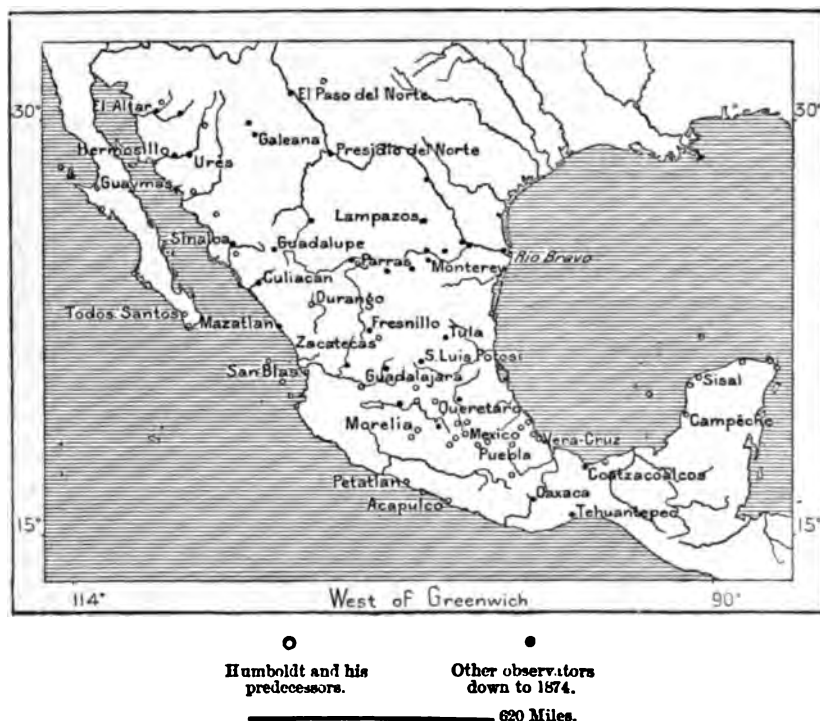 30°
30°
El Paso del Norte
El Altar
Galeana
Hermosillo
Ures
Presidio del Norte
Guaymas
Lampazos
Sinaloa
Guadalupe
Rio Bravo
Parras
Monterey
Culiacan
Durango
Todos Santos
Mazatlan
Fresnillo
Tula
Zacatecas
S. Luis Potosi
San Blas
Guadalajara
Sisal
Queretaro
Campêche
Morelia
Mexico
Vera-Cruz
Puebla
Coatzacoalcos
Petatlan
Oaxaca
Acapulco
Tehuantepec
15°
15°
114°
West of Greenwich
90°
Humboldt and his
predecessors.
Other observators
down to 1874.
620 Miles.